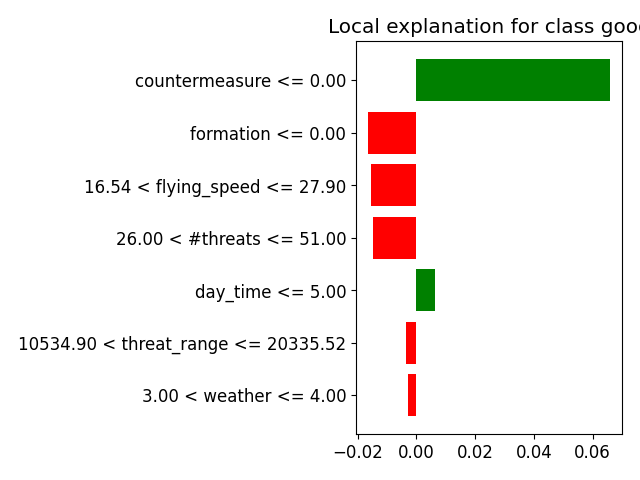 Local explanation for class good
countermeasure <= 0.00
formation <= 0.00
16.54 < flying_speed <= 27.90
26.00 < #threats <= 51.00
day_time <= 5.00
10534.90 < threat_range <= 20335.52
3.00 < weather <= 4.00
−0.02 0.00 0.02 0.04 0.06